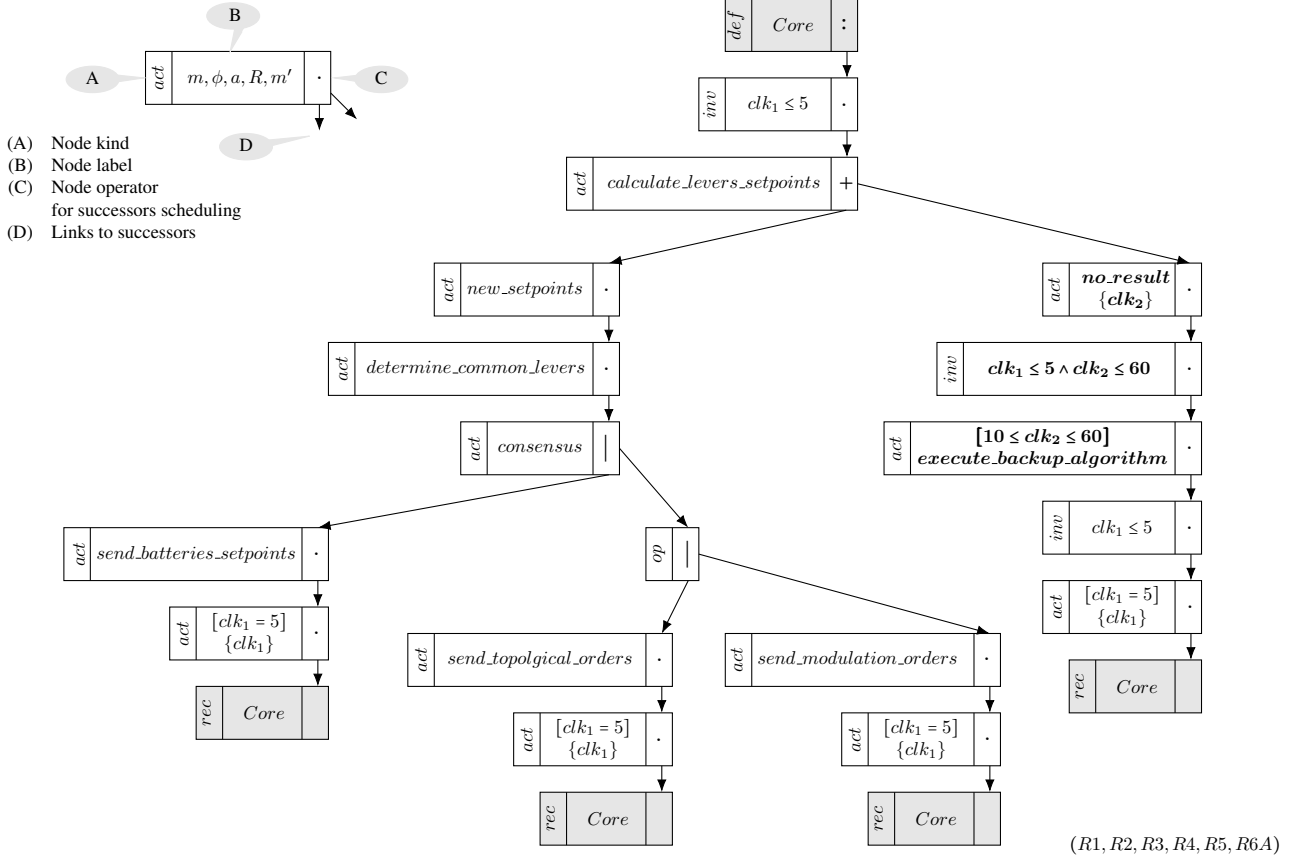 B
act
m, ϕ, a, R, m′
·
A
C
D
(A) Node kind
(B) Node label
(C) Node operator
for successors scheduling
(D) Links to successors
def Core :
inv clk₁ ≤ 5 ·
act calculate_levers_setpoints +
act new_setpoints ·
act no_result
{clk₂} ·
act determine_common_levers ·
inv clk₁ ≤ 5 ∧ clk₂ ≤ 60 ·
act consensus |
act [10 ≤ clk₂ ≤ 60]
execute_backup_algorithm ·
act send_batteries_setpoints ·
op |
inv clk₁ ≤ 5 ·
act [clk₁ = 5]
{clk₁} ·
act [clk₁ = 5]
{clk₁} ·
act send_topolgical_orders ·
act send_modulation_orders ·
rec Core
rec Core
act [clk₁ = 5]
{clk₁} ·
act [clk₁ = 5]
{clk₁} ·
rec Core
rec Core
(R1, R2, R3, R4, R5, R6A)